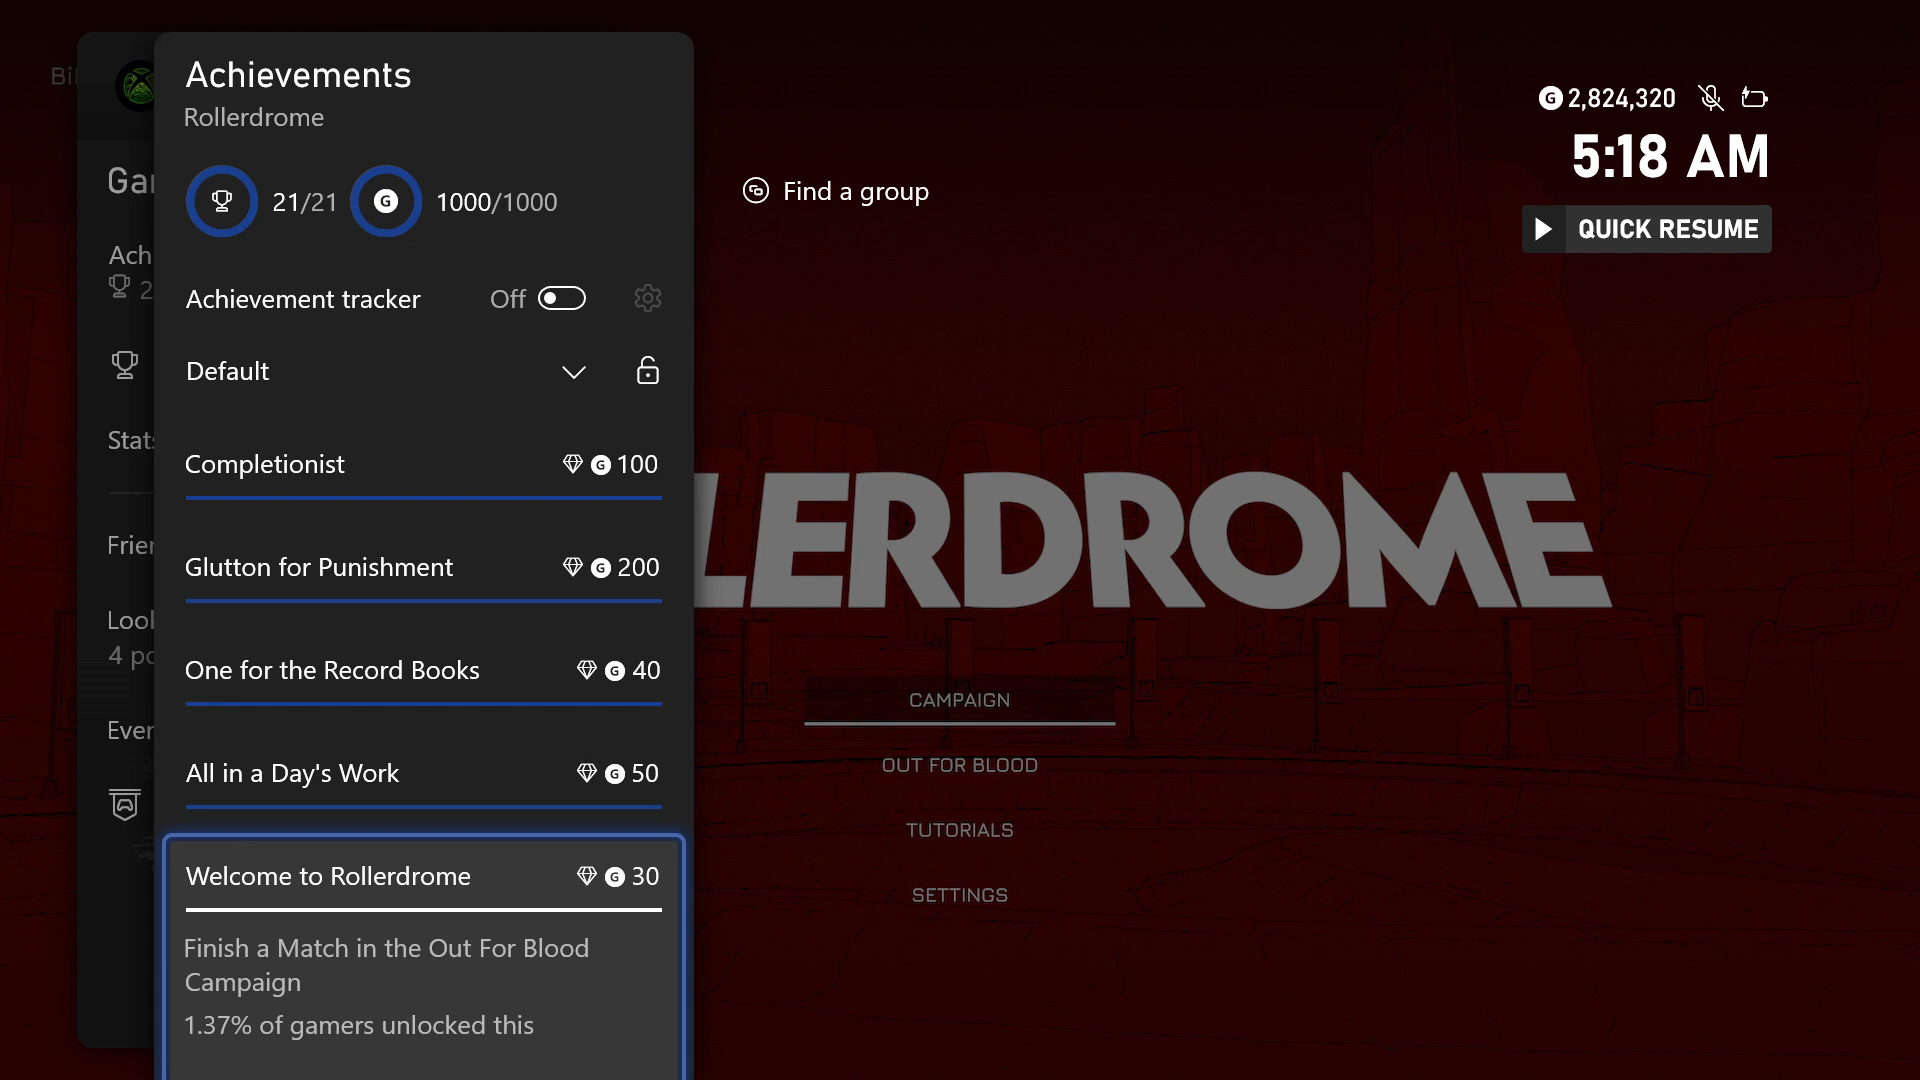 Achievements
Rollerdrome
21/21
1000/1000
Achievement tracker
Off
Default
Completionist
G 100
Glutton for Punishment
G 200
One for the Record Books
G 40
All in a Day's Work
G 50
Welcome to Rollerdrome
G 30
Finish a Match in the Out For Blood
Campaign
1.37% of gamers unlocked this
Find a group
G 2,824,320
5:18 AM
QUICK RESUME
LERDROME
CAMPAIGN
OUT FOR BLOOD
TUTORIALS
SETTINGS